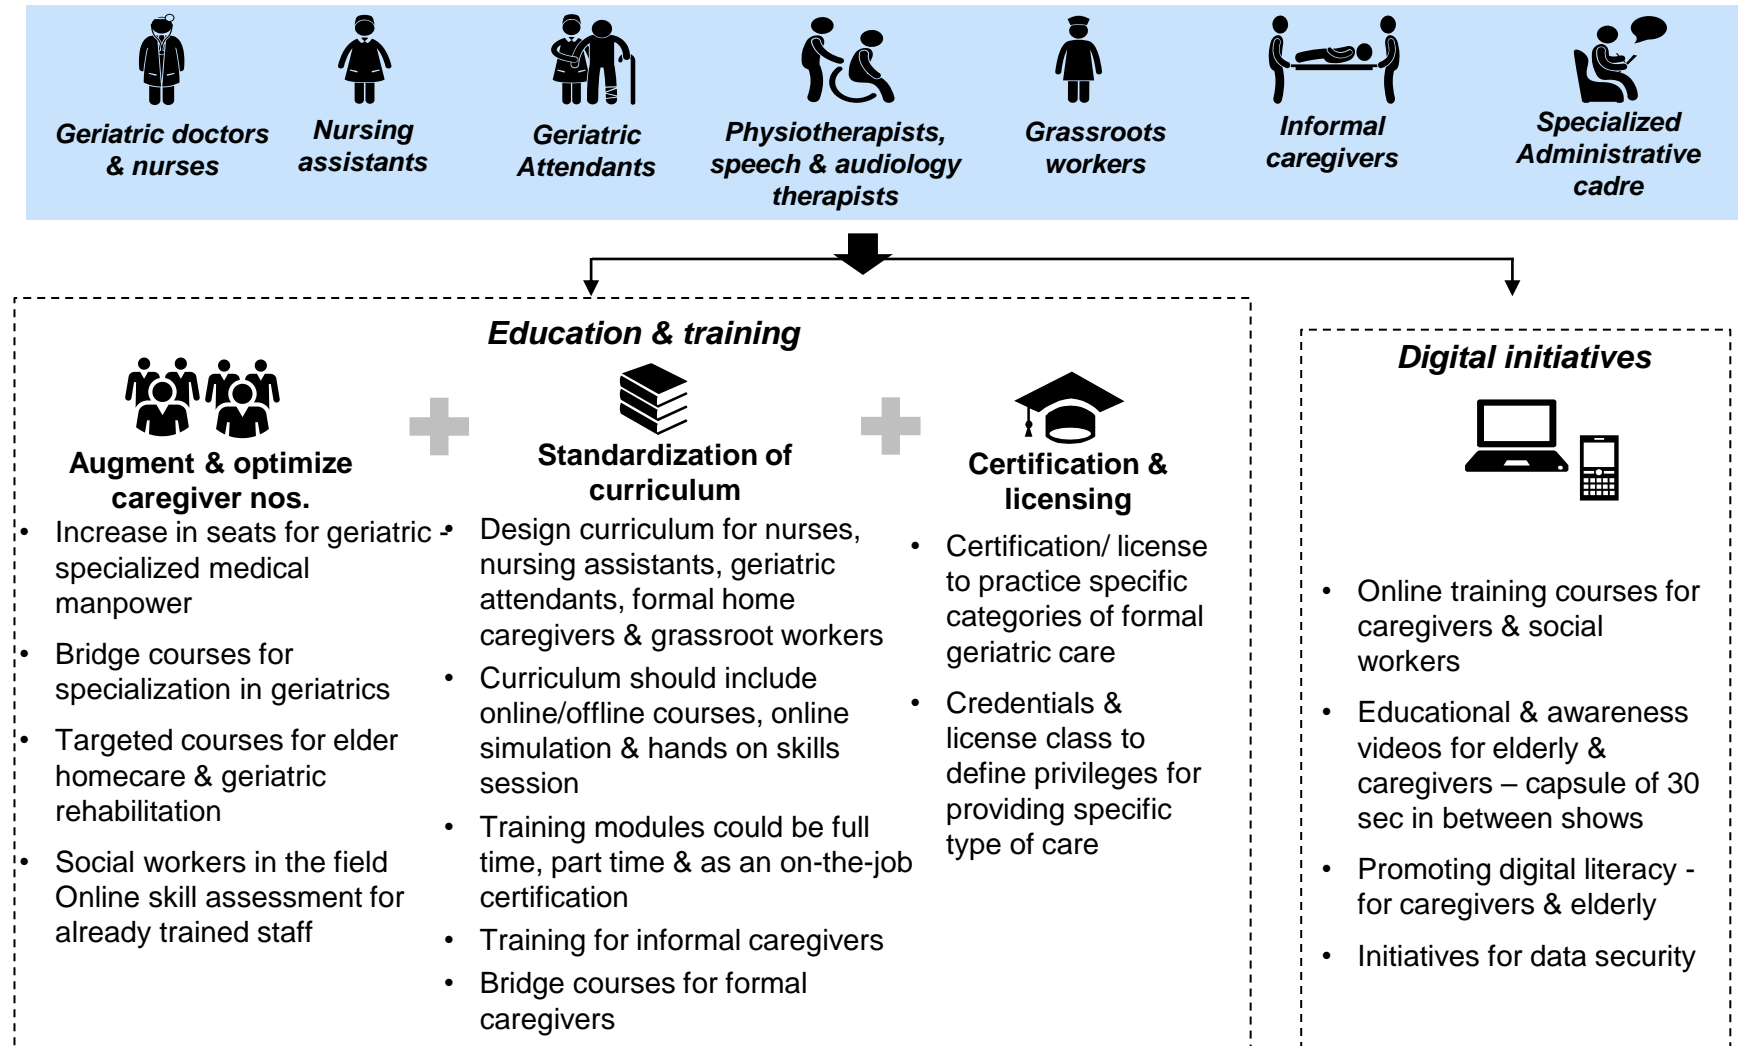 Geriatric doctors
& nurses
Nursing
assistants
Geriatric
Attendants
Physiotherapists,
speech & audiology
therapists
Grassroots
workers
Informal
caregivers
Specialized
Administrative
cadre
Education & training
Augment & optimize
caregiver nos.
• Increase in seats for geriatric -
specialized medical
manpower
• Bridge courses for
specialization in geriatrics
• Targeted courses for elder
homecare & geriatric
rehabilitation
• Social workers in the field
Online skill assessment for
already trained staff
Standardization of
curriculum
• Design curriculum for nurses,
nursing assistants, geriatric
attendants, formal home
caregivers & grassroot workers
• Curriculum should include
online/offline courses, online
simulation & hands on skills
session
• Training modules could be full
time, part time & as an on-the-job
certification
• Training for informal caregivers
• Bridge courses for formal
caregivers
Certification &
licensing
• Certification/ license
to practice specific
categories of formal
geriatric care
• Credentials &
license class to
define privileges for
providing specific
type of care
Digital initiatives
• Online training courses for
caregivers & social
workers
• Educational & awareness
videos for elderly &
caregivers – capsule of 30
sec in between shows
• Promoting digital literacy -
for caregivers & elderly
• Initiatives for data security